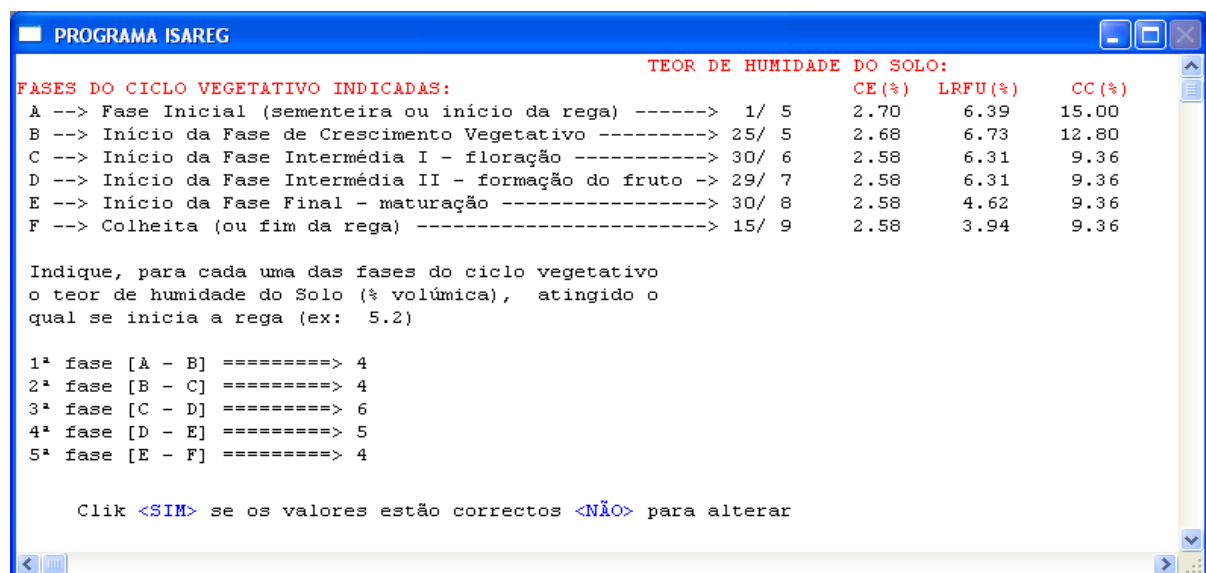 PROGRAMA ISAREG
TEOR DE HUMIDADE DO SOLO:
FASES DO CICLO VEGETATIVO INDICADAS: CE(%) LRFU(%) CC(%)
A --> Fase Inicial (sementeira ou início da rega) ------> 1/ 5 2.70 6.39 15.00
B --> Início da Fase de Crescimento Vegetativo ---------> 25/ 5 2.68 6.73 12.80
C --> Início da Fase Intermédia I - floração -----------> 30/ 6 2.58 6.31 9.36
D --> Início da Fase Intermédia II - formação do fruto -> 29/ 7 2.58 6.31 9.36
E --> Início da Fase Final - maturação -----------------> 30/ 8 2.58 4.62 9.36
F --> Colheita (ou fim da rega) ------------------------> 15/ 9 2.58 3.94 9.36
Indique, para cada uma das fases do ciclo vegetativo
o teor de humidade do Solo (% volúmica), atingido o
qual se inicia a rega (ex: 5.2)
1ª fase [A - B] =========> 4
2ª fase [B - C] =========> 4
3ª fase [C - D] =========> 6
4ª fase [D - E] =========> 5
5ª fase [E - F] =========> 4
Clik <SIM> se os valores estão correctos <NÃO> para alterar